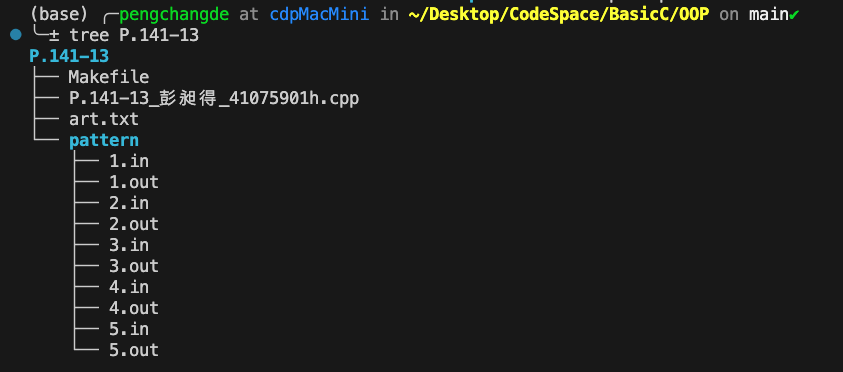 (base) ╭─pengchangde at cdpMacMini in ~/Desktop/CodeSpace/BasicC/OOP on main✔
╰─± tree P.141-13
P.141-13
├── Makefile
├── P.141-13_彭昶得_41075901h.cpp
├── art.txt
└── pattern
    ├── 1.in
    ├── 1.out
    ├── 2.in
    ├── 2.out
    ├── 3.in
    ├── 3.out
    ├── 4.in
    ├── 4.out
    ├── 5.in
    └── 5.out